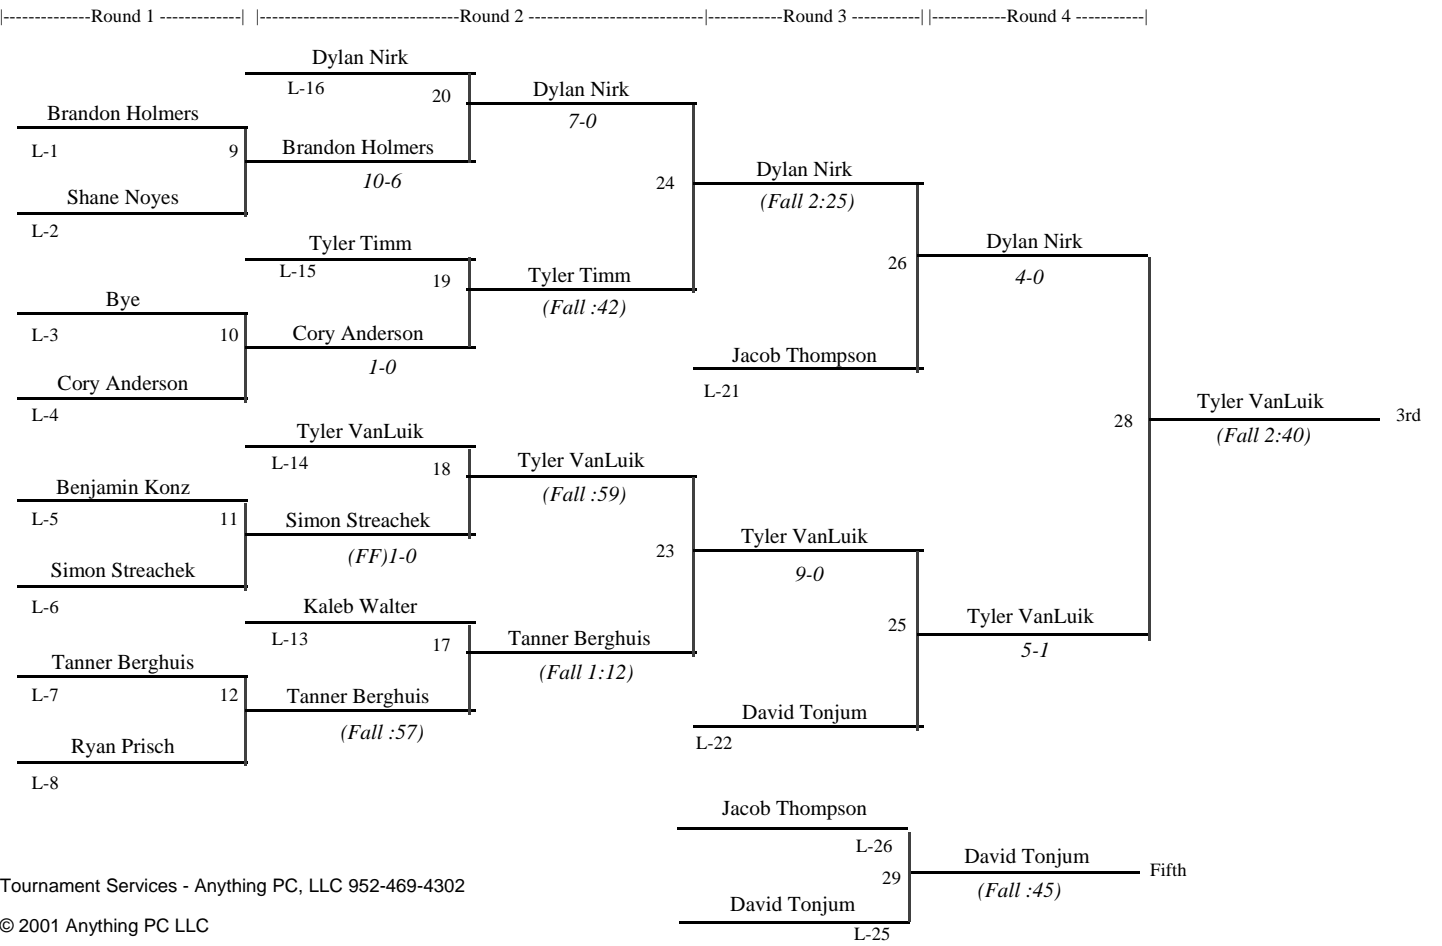 |-------------Round 1 -------------| |--------------------------------Round 2 ----------------------------|------------Round 3 -----------| |------------Round 4 -----------|
Dylan Nirk
L-16
20
Dylan Nirk
7-0
Brandon Holmers
L-1
9
Brandon Holmers
10-6
Shane Noyes
L-2
24
Dylan Nirk
(Fall 2:25)
Tyler Timm
L-15
19
Tyler Timm
(Fall :42)
Bye
L-3
10
Cory Anderson
1-0
Cory Anderson
L-4
26
Dylan Nirk
4-0
Jacob Thompson
L-21
28
Tyler VanLuik
(Fall 2:40)
3rd
Tyler VanLuik
L-14
18
Tyler VanLuik
(Fall :59)
Benjamin Konz
L-5
11
Simon Streachek
(FF)1-0
Simon Streachek
L-6
23
Tyler VanLuik
9-0
Kaleb Walter
L-13
17
Tanner Berghuis
(Fall 1:12)
25
Tyler VanLuik
5-1
Tanner Berghuis
L-7
12
Tanner Berghuis
(Fall :57)
Ryan Prisch
L-8
David Tonjum
L-22
Jacob Thompson
L-26
29
David Tonjum
(Fall :45)
Fifth
David Tonjum
L-25
Tournament Services - Anything PC, LLC 952-469-4302
© 2001 Anything PC LLC